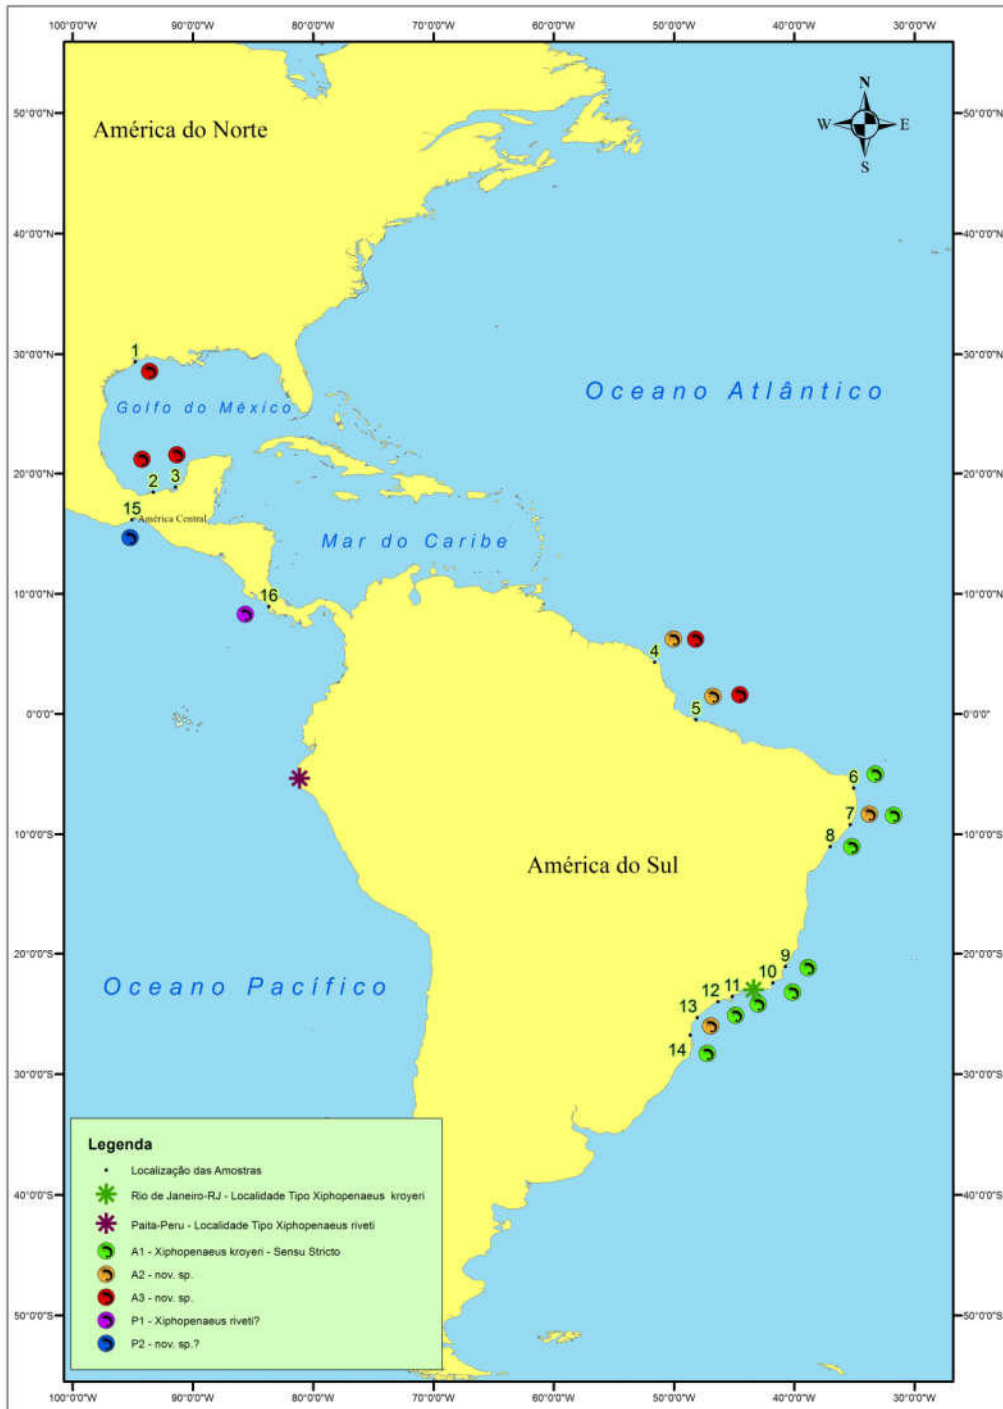 100°0'0"W 90°0'0"W 80°0'0"W 70°0'0"W 60°0'0"W 50°0'0"W 40°0'0"W 30°0'0"W
50°0'0"N
50°0'0"N
América do Norte
N
W E
S
40°0'0"N
40°0'0"N
1
30°0'0"N
30°0'0"N
Golfo do México
Oceano Atlântico
20°0'0"N
20°0'0"N
2
3
15
América Central
Mar do Caribe
16
10°0'0"N
10°0'0"N
4
5
0°0'0"
0°0'0"
6
7
8
10°0'0"S
10°0'0"S
América do Sul
20°0'0"S
20°0'0"S
9
10
11
12
13
14
Oceano Pacífico
30°0'0"S
30°0'0"S
Legenda
Localização das Amostras
Rio de Janeiro-RJ - Localidade Tipo Xiphopenaeus kroyeri
Paita-Peru - Localidade Tipo Xiphopenaeus riveti
A1 - Xiphopenaeus kroyeri - Sensu Stricto
A2 - nov. sp.
A3 - nov. sp.
P1 - Xiphopenaeus riveti?
P2 - nov. sp.?
40°0'0"S
40°0'0"S
50°0'0"S
50°0'0"S
100°0'0"W 90°0'0"W 80°0'0"W 70°0'0"W 60°0'0"W 50°0'0"W 40°0'0"W 30°0'0"W